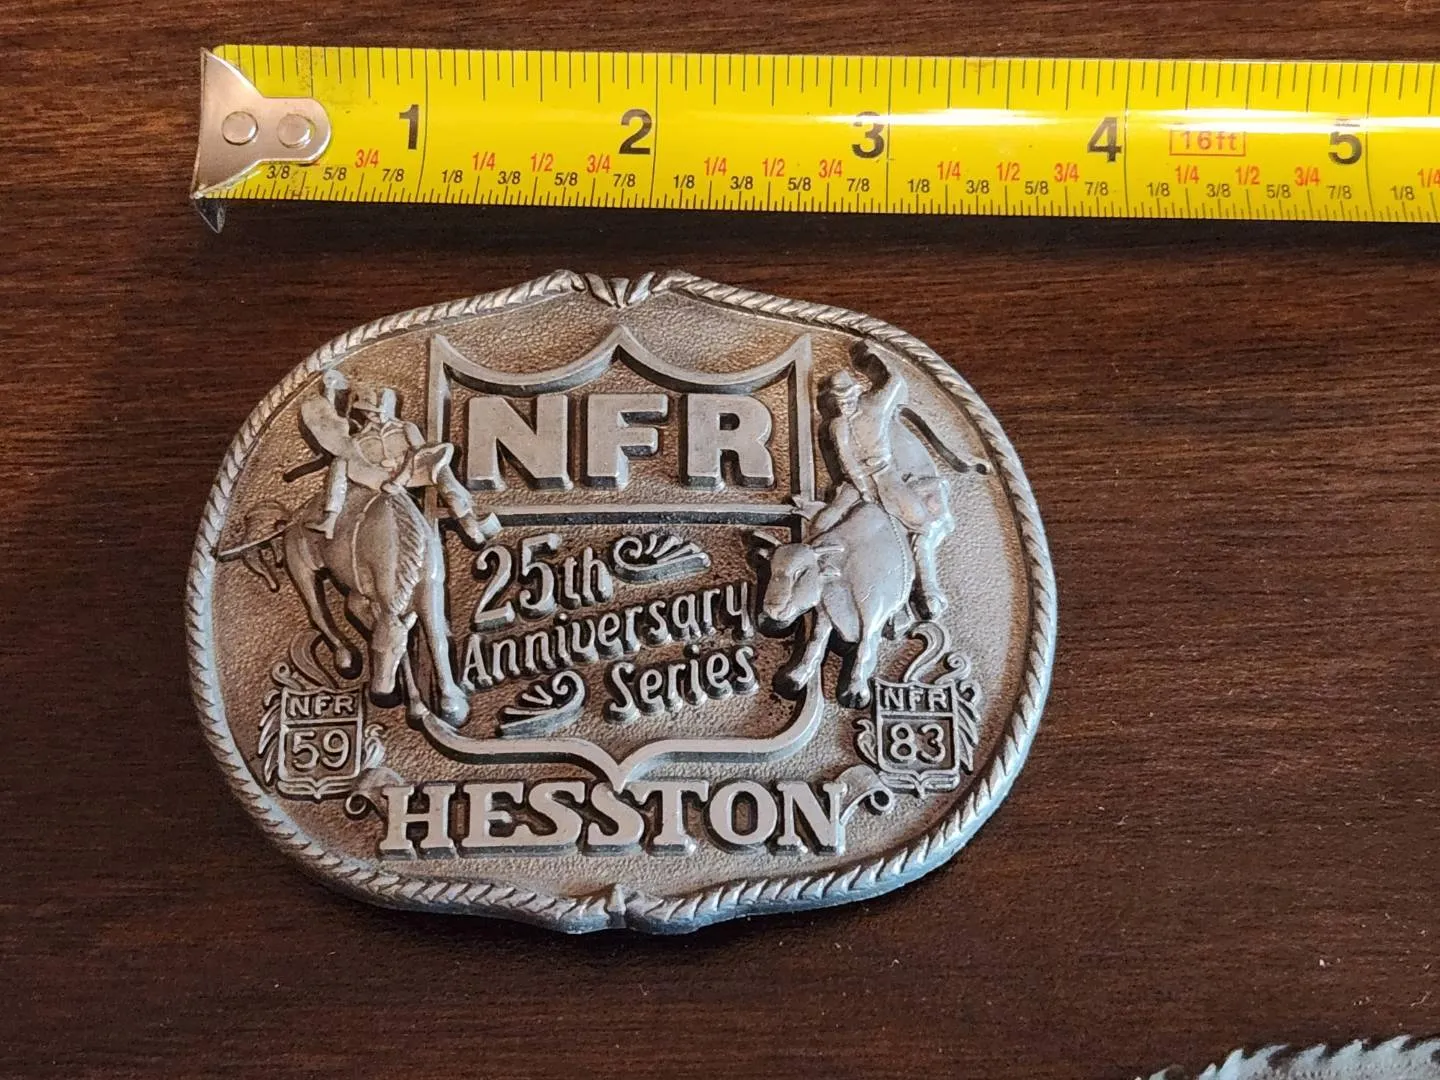 1 2 3 4 16ft 5
3/4 1/4 1/2 3/4 1/4 1/2 3/4 1/4 1/2 3/4 1/4 1/2 3/4 1/4
3/8 5/8 7/8 1/8 3/8 5/8 7/8 1/8 3/8 5/8 7/8 1/8 3/8 5/8 7/8 1/8 3/8 5/8 7/8 1/8
NFR
25th
Anniversary
Series
NFR
59
NFR
83
HESSTON